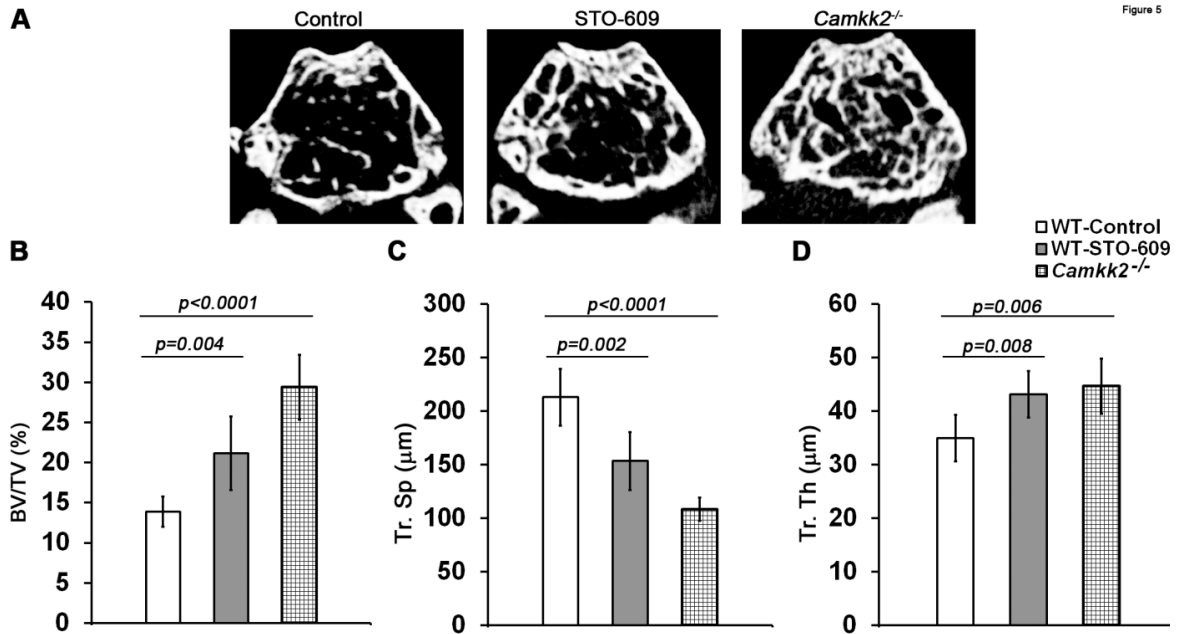 Figure 5
A
Control
STO-609
Camkk2-/-
WT-Control
WT-STO-609
Camkk2-/-
B
BV/TV (%)
40
35
30
25
20
15
10
5
0
p<0.0001
p=0.004
C
Tr. Sp (μm)
300
250
200
150
100
50
0
p<0.0001
p=0.002
D
Tr. Th (μm)
60
50
40
30
20
10
0
p=0.006
p=0.008